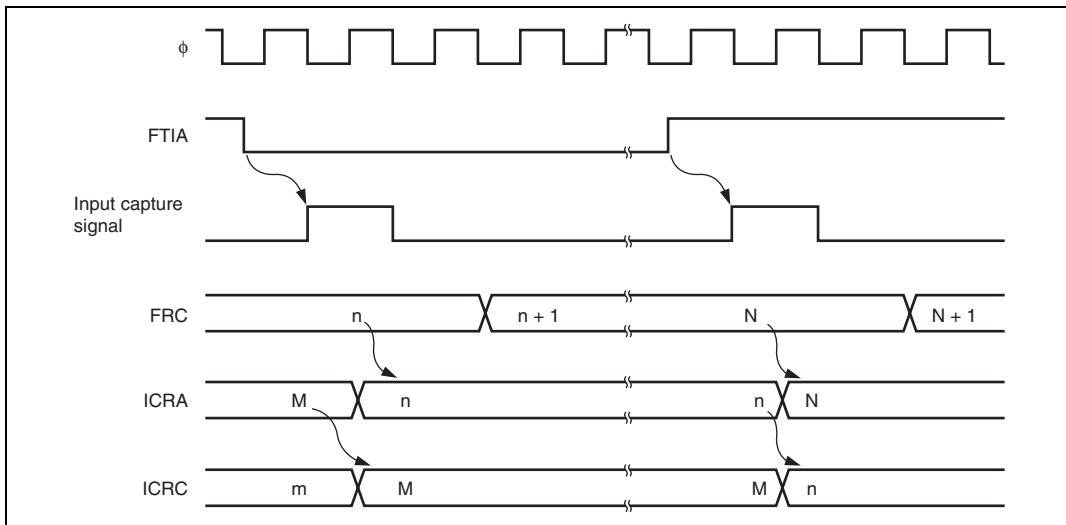 ϕ
FTIA
Input capture
signal
FRC
n
n + 1
N
N + 1
ICRA
M
n
n
N
ICRC
m
M
M
n